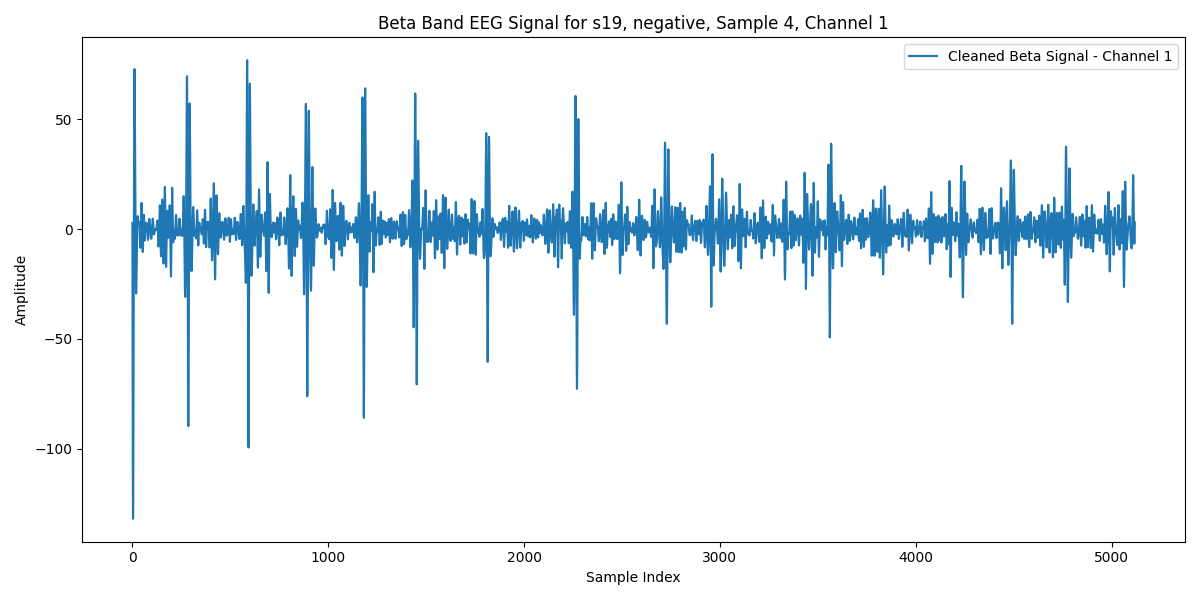 Beta Band EEG Signal for s19, negative, Sample 4, Channel 1
Cleaned Beta Signal - Channel 1
Amplitude
50
0
−50
−100
0 1000 2000 3000 4000 5000
Sample Index